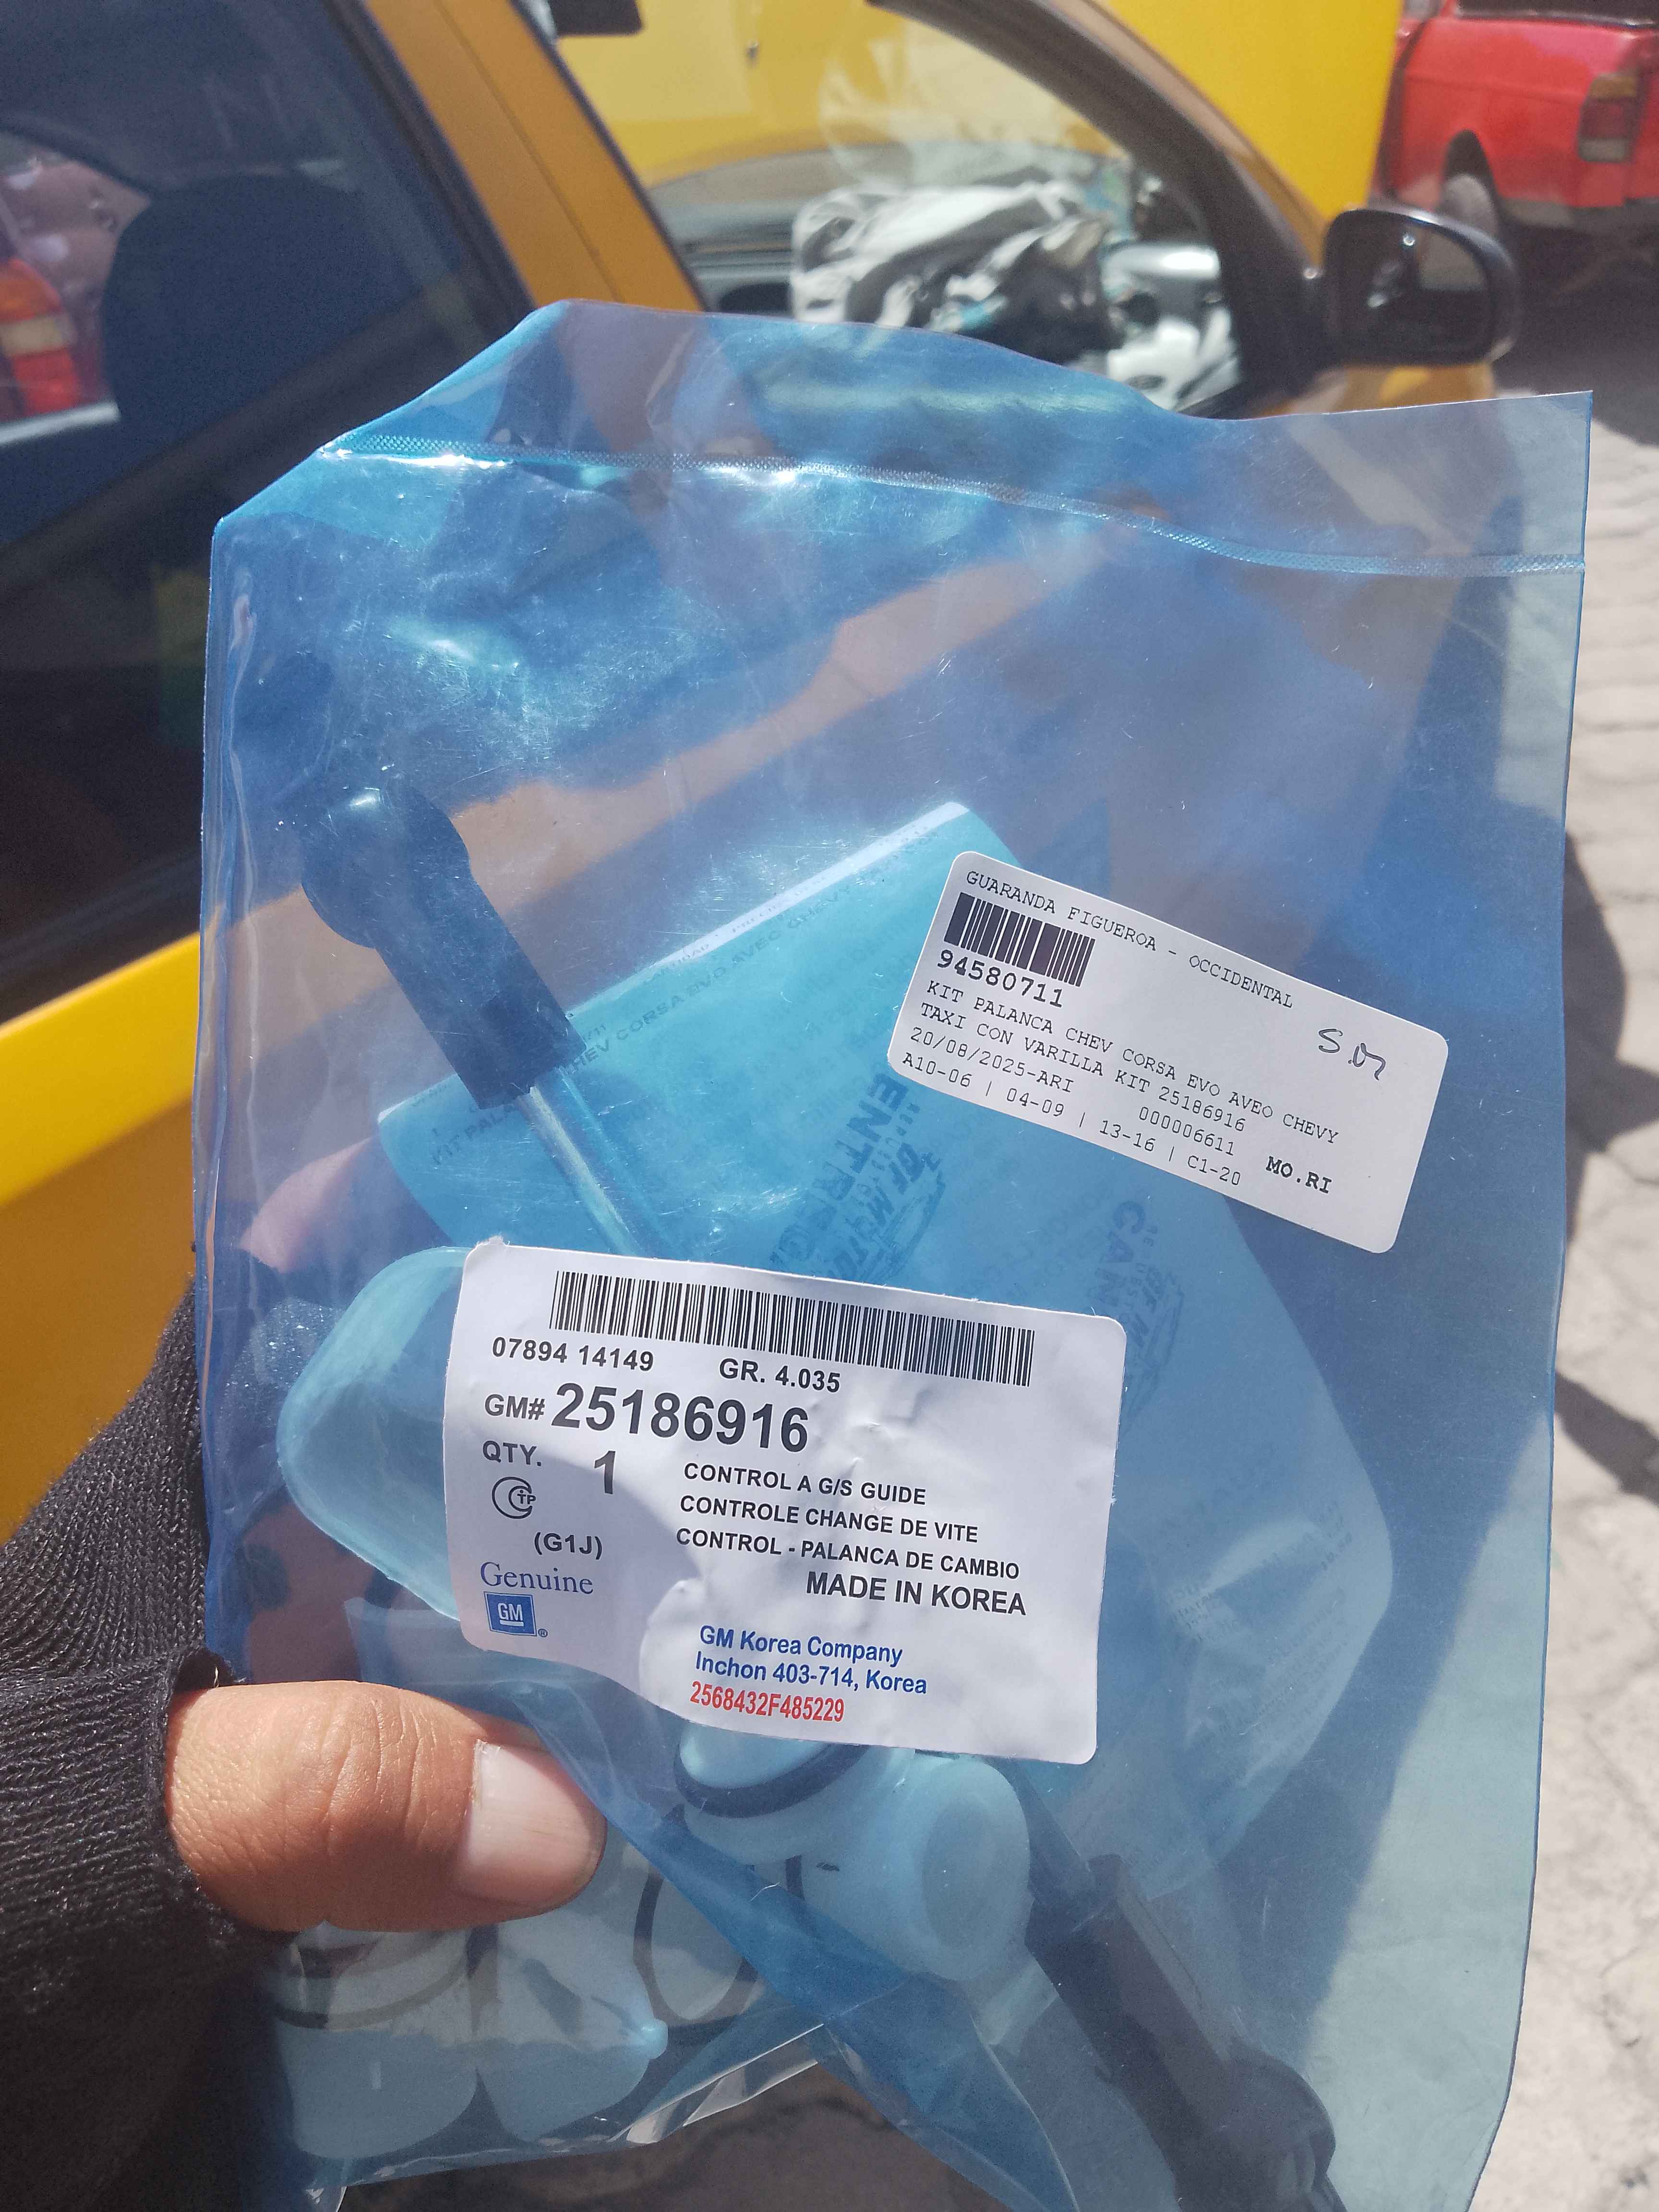 GUARANDA FIGUEROA - OCCIDENTAL
94580711
S.07
KIT PALANCA CHEV CORSA EVO AVEO CHEVY
TAXI CON VARILLA KIT 25186916
20/08/2025-ARI 000006611 MO.RI
A10-06 | 04-09 | 13-16 | C1-20
07894 14149 GR. 4.035
GM# 25186916
QTY. 1
CONTROL A G/S GUIDE
CONTROLE CHANGE DE VITE
CONTROL - PALANCA DE CAMBIO
(G1J)
MADE IN KOREA
Genuine
GM
GM Korea Company
Inchon 403-714, Korea
2568432F485229